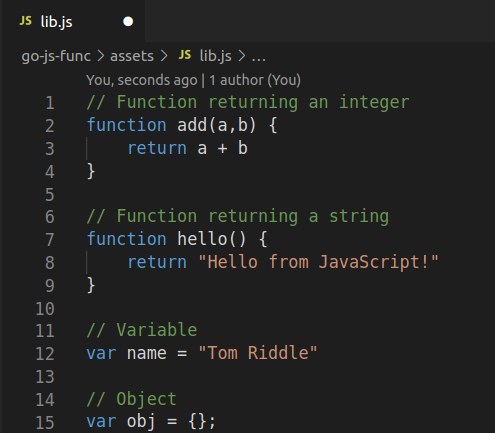 JS lib.js ●
go-js-func > assets > JS lib.js > ...
You, seconds ago | 1 author (You)
1 // Function returning an integer
2 function add(a,b) {
3     return a + b
4 }
5
6 // Function returning a string
7 function hello() {
8     return "Hello from JavaScript!"
9 }
10
11 // Variable
12 var name = "Tom Riddle"
13
14 // Object
15 var obj = {};